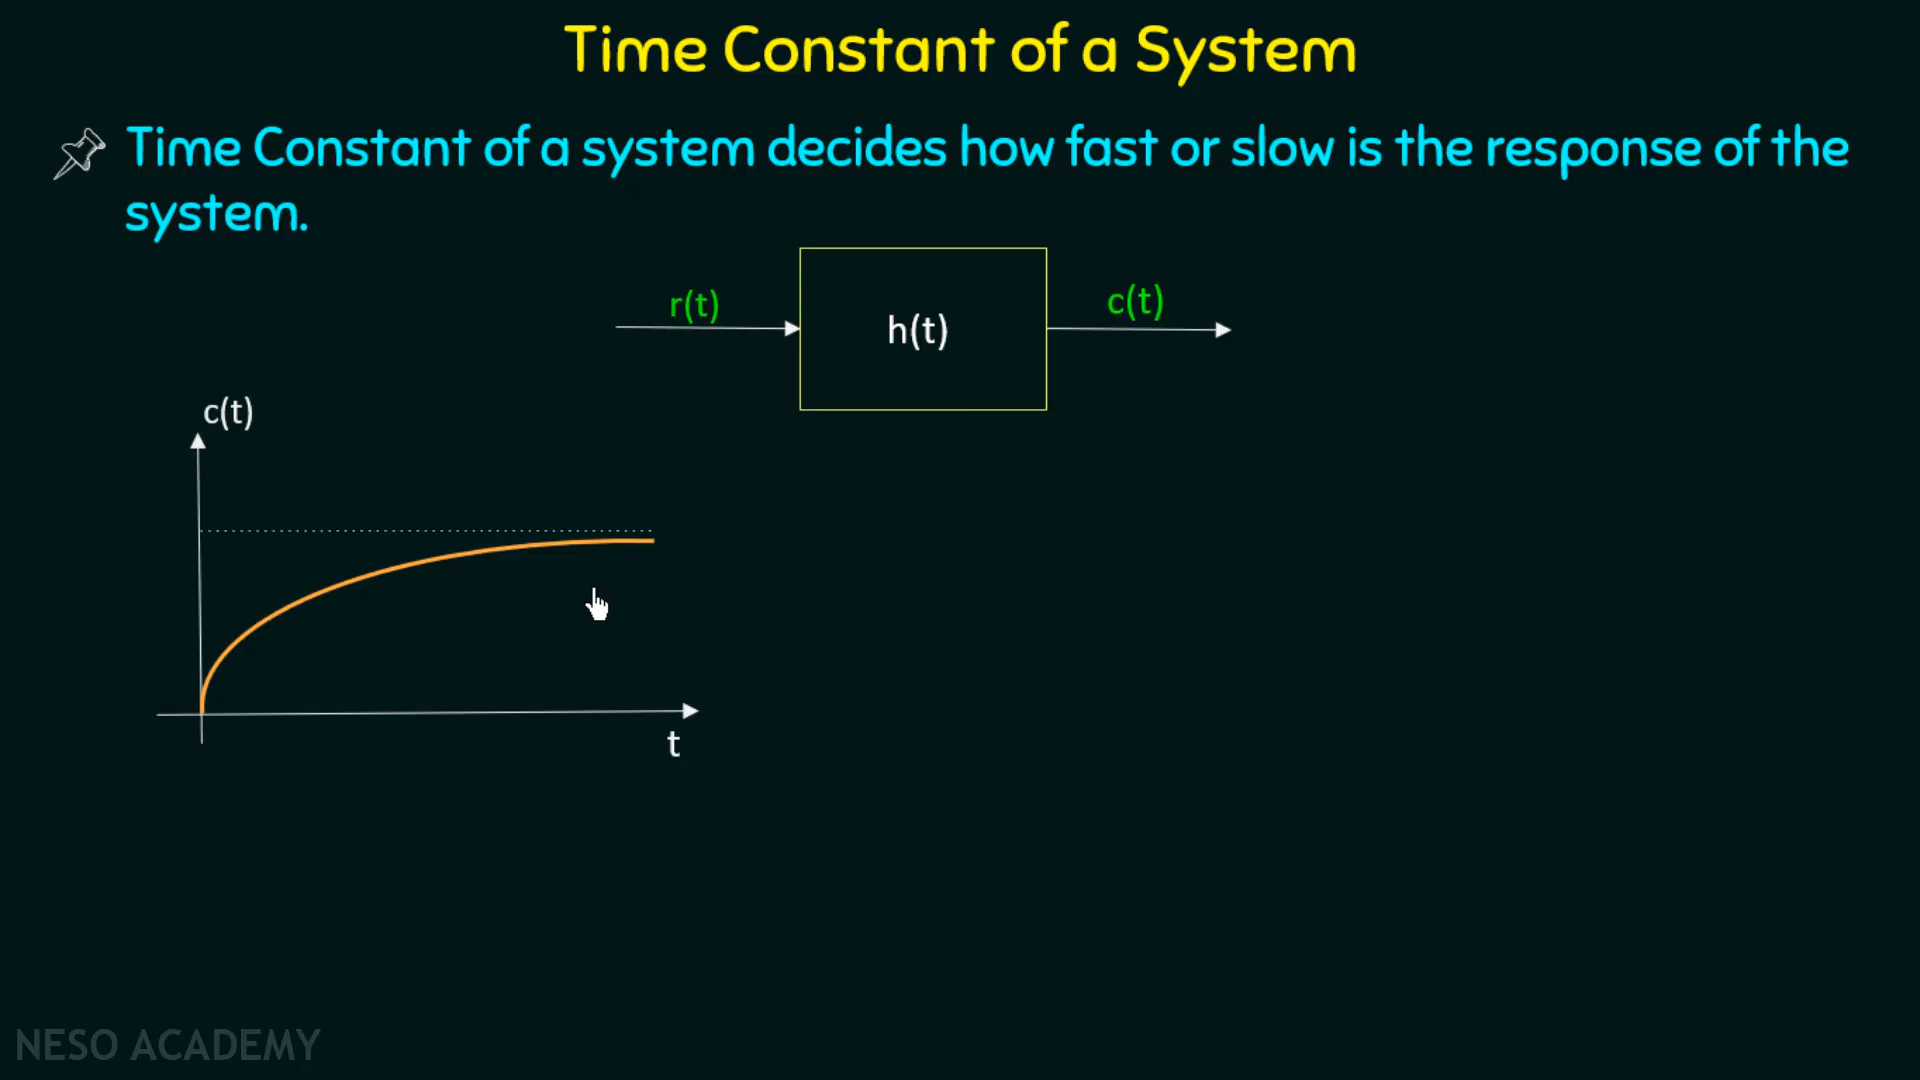 Time Constant of a System
Time Constant of a system decides how fast or slow is the response of the
system.
r(t)
h(t)
c(t)
c(t)
t
NESO ACADEMY